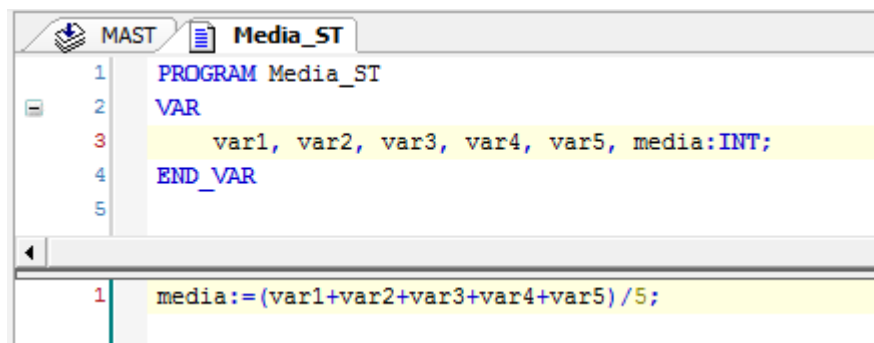 MAST Media_ST
1 PROGRAM Media_ST
2 VAR
3 var1, var2, var3, var4, var5, media:INT;
4 END_VAR
5
1 media:=(var1+var2+var3+var4+var5)/5;